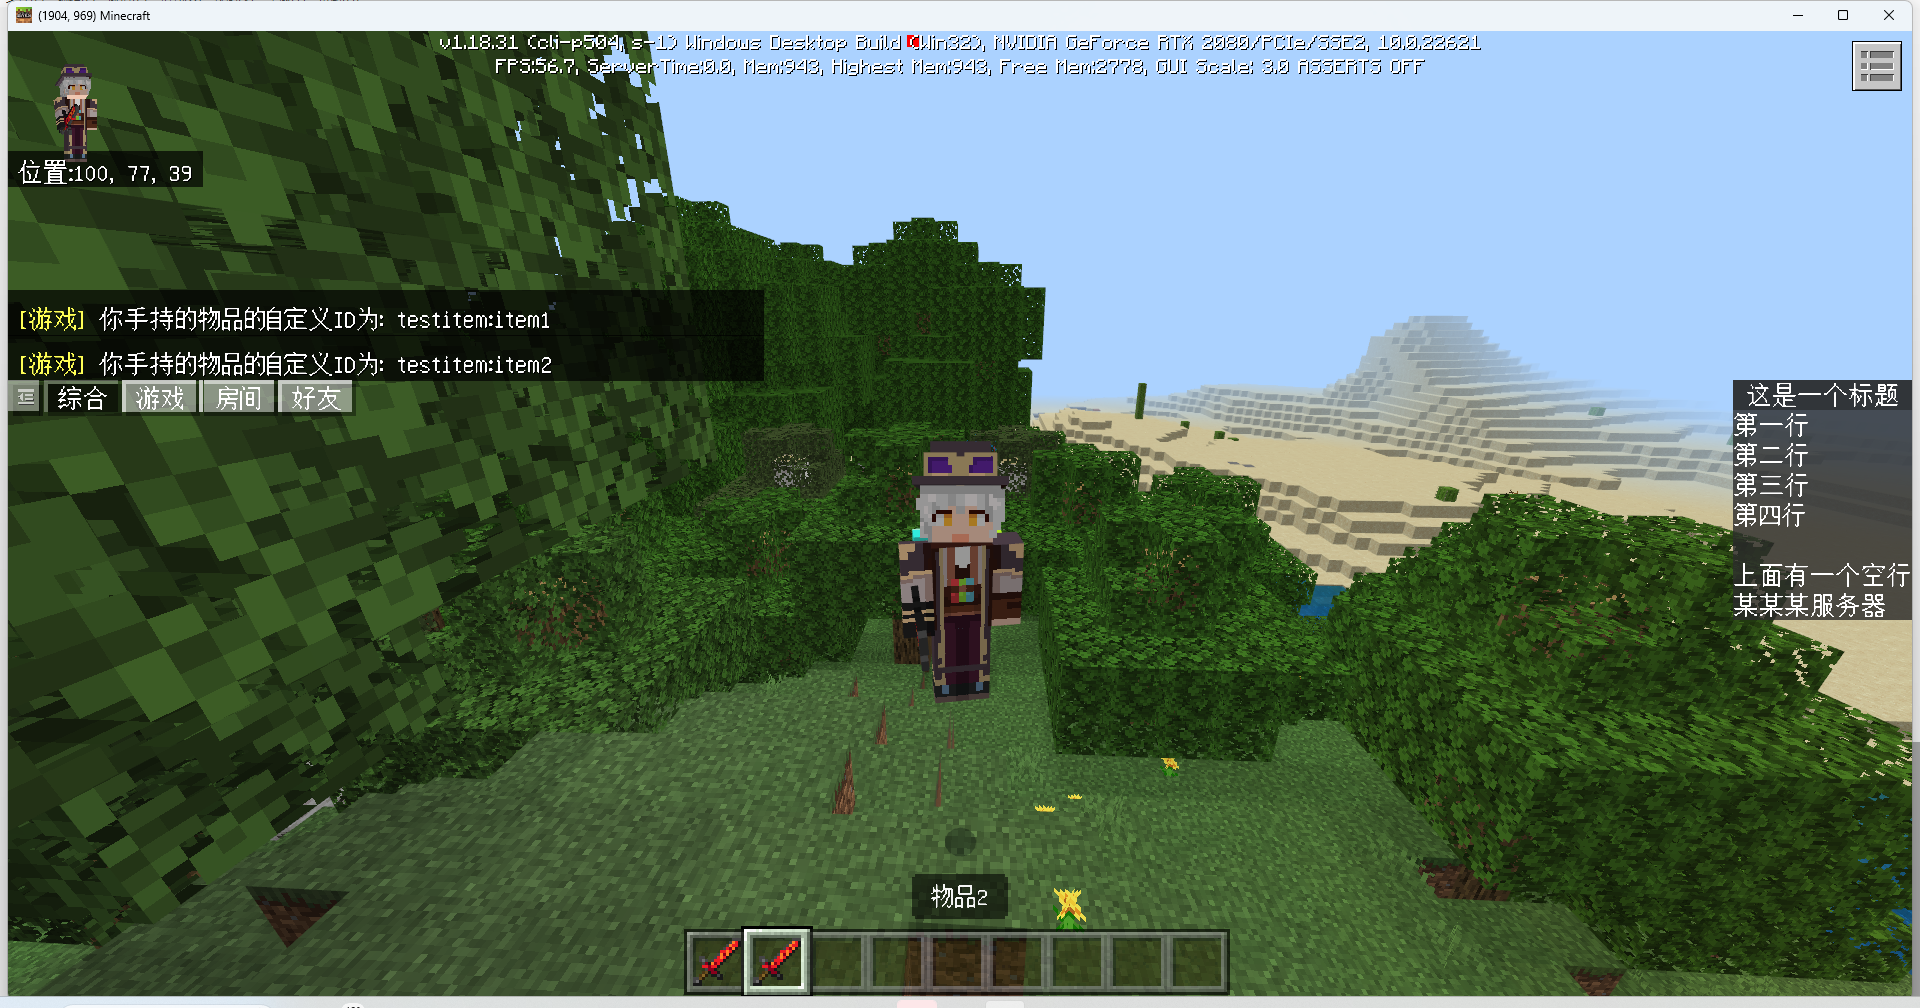 (1904, 969) Minecraft
v1.18.31 (cli-p504, s-1) Windows Desktop Build (Win32), NVIDIA GeForce RTX 2080/PCIe/SSE2, 10.0.22621
FPS:56.7, ServerTime:0.0, Mem:943, Highest Mem:943, Free Mem:2778, GUI Scale: 3.0 ASSERTS OFF
位置:100, 77, 39
[游戏] 你手持的物品的自定义ID为: testitem:item1
[游戏] 你手持的物品的自定义ID为: testitem:item2
综合 游戏 房间 好友
这是一个标题
第一行
第二行
第三行
第四行
上面有一个空行
某某某服务器
物品2